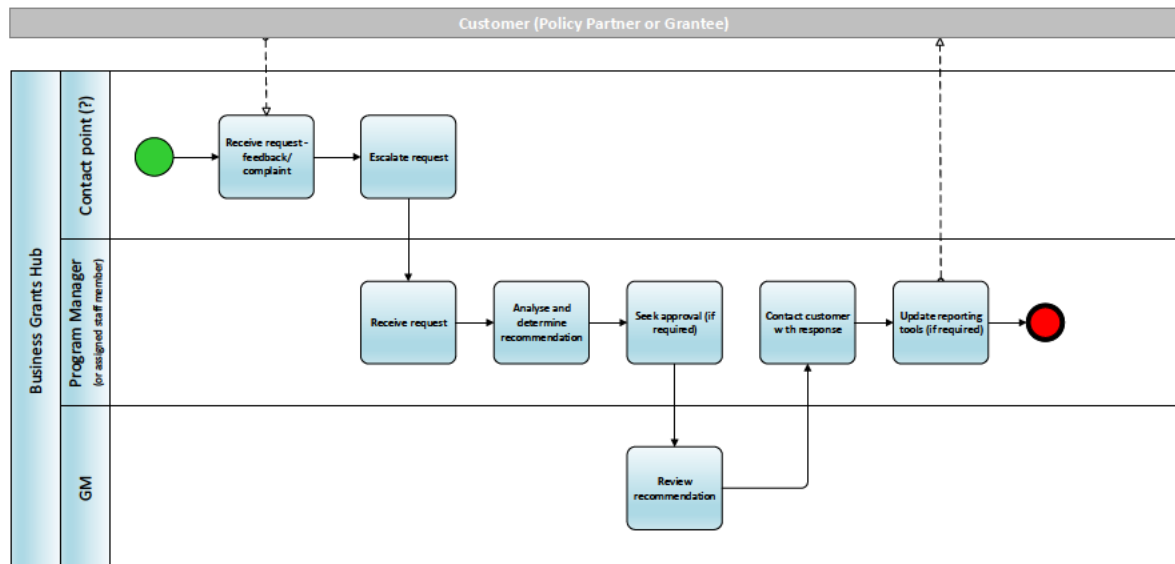 Customer (Policy Partner or Grantee)
Business Grants Hub
Contact point (?)
Receive request -
feedback/
complaint
Escalate request
Program Manager
(or assigned staff member)
Receive request
Analyse and
determine
recommendation
Seek approval (if
required)
Contact customer
with response
Update reporting
tools (if required)
GM
Review
recommendation